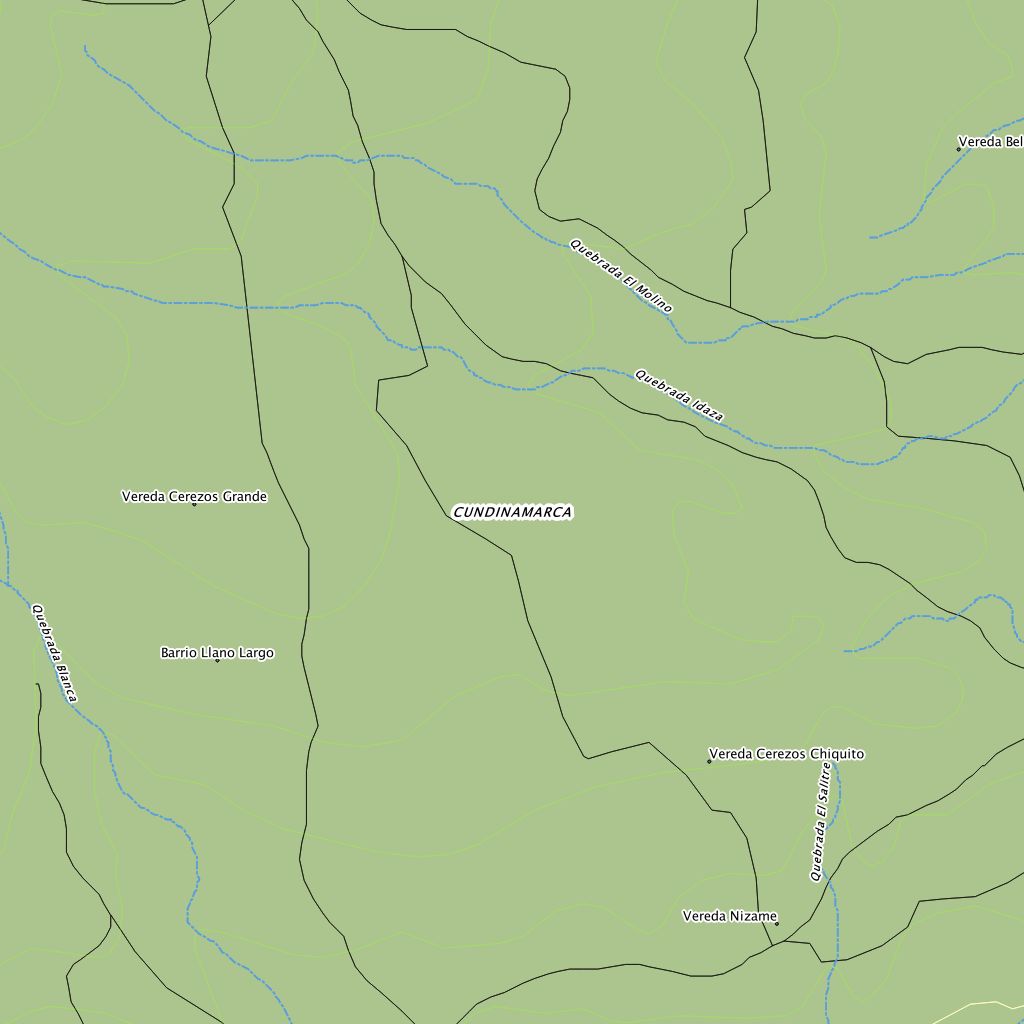 Vereda Bel
Quebrada El Molino
Quebrada Idaza
Vereda Cerezos Grande
CUNDINAMARCA
Quebrada Blanca
Barrio Llano Largo
Vereda Cerezos Chiquito
Quebrada El Salitre
Vereda Nizame